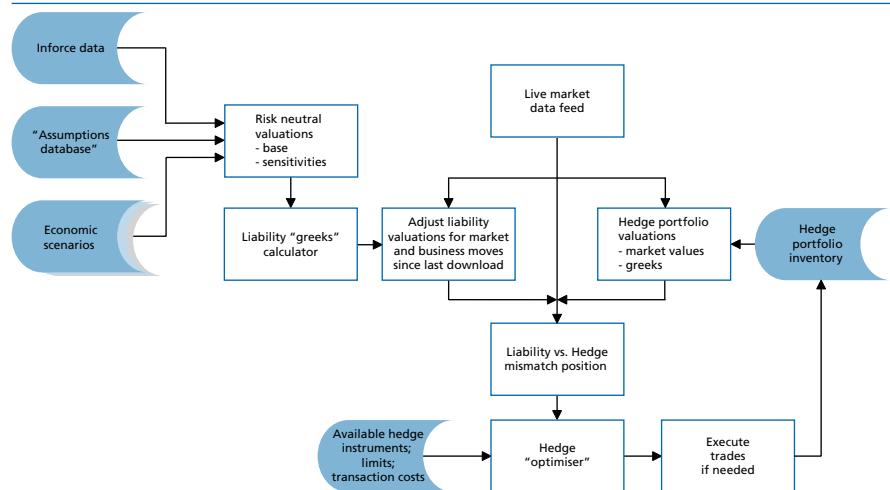 Inforce data
“Assumptions
database”
Economic
scenarios
Risk neutral
valuations
- base
- sensitivities
Live market
data feed
Liability “greeks”
calculator
Adjust liability
valuations for market
and business moves
since last download
Hedge portfolio
valuations
- market values
- greeks
Hedge
portfolio
inventory
Liability vs. Hedge
mismatch position
Available hedge
instruments;
limits;
transaction costs
Hedge
“optimiser”
Execute
trades
if needed